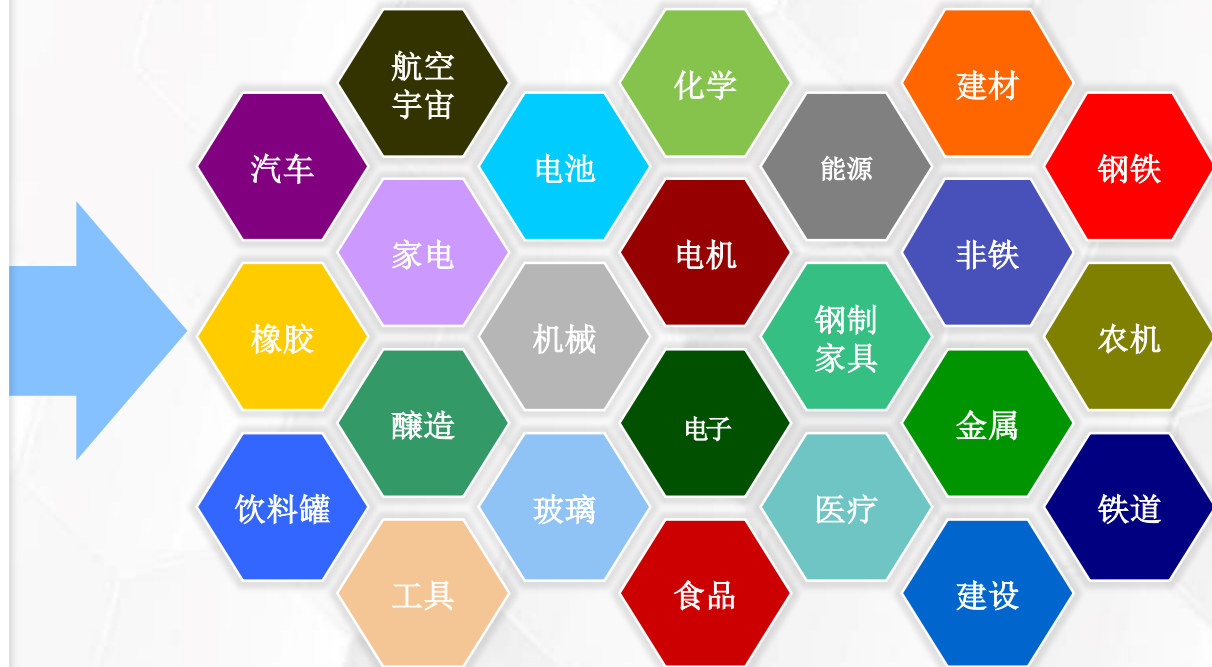 航空
宇宙
化学
建材
汽车
电池
能源
钢铁
家电
电机
非铁
橡胶
机械
钢制
家具
农机
醸造
电子
金属
饮料罐
玻璃
医疗
铁道
工具
食品
建设